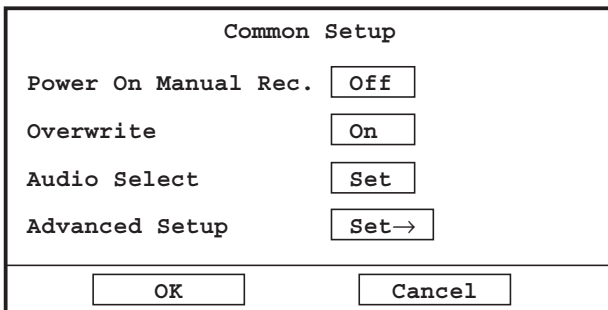 Common Setup
Power On Manual Rec. Off
Overwrite On
Audio Select Set
Advanced Setup Set→
OK Cancel